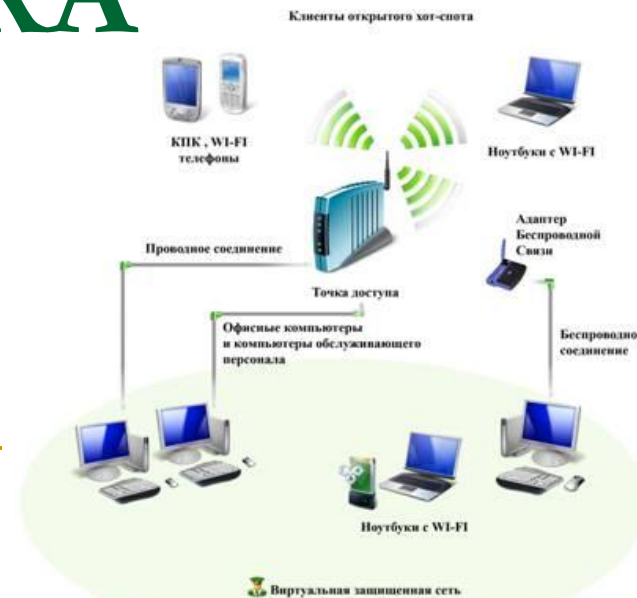 КА
Клиенты открытого хот-спота
КПК , WI-FI
телефоны
Ноутбуки с WI-FI
Адаптер
Беспроводной
Связи
Проводное соединение
Точка доступа
Офисные компьютеры
и компьютеры обслуживающего
персонала
Беспроводно
соединение
Ноутбуки с WI-FI
Виртуальная защищенная сеть